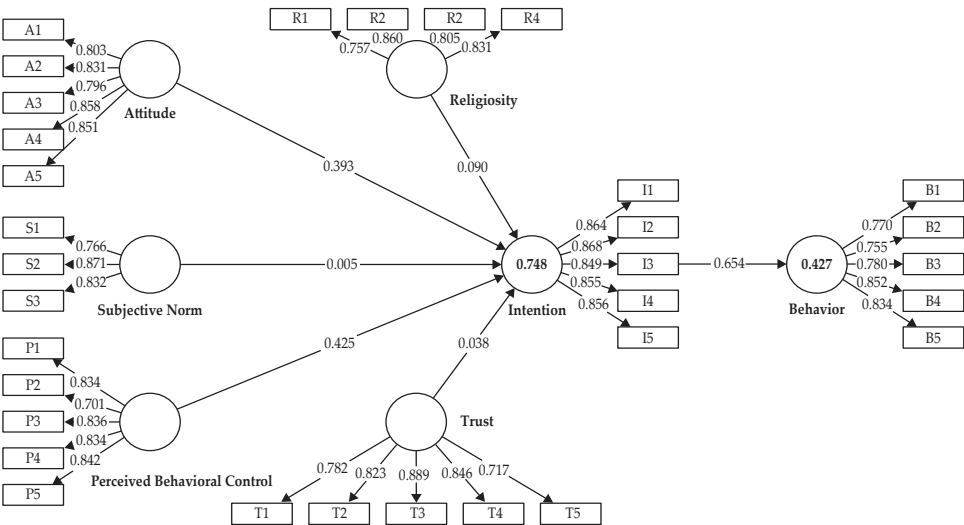 A1
A2
A3
A4
A5
0.803
0.831
0.796
0.858
0.851
Attitude
R1
R2
R2
R4
0.757
0.860
0.805
0.831
Religiosity
0.393
0.090
S1
S2
S3
0.766
0.871
0.832
Subjective Norm
0.005
P1
P2
P3
P4
P5
0.834
0.701
0.836
0.834
0.842
Perceived Behavioral Control
0.425
0.038
Trust
0.782
0.823
0.889
0.846
0.717
T1
T2
T3
T4
T5
0.748
Intention
0.864
0.868
0.849
0.855
0.856
I1
I2
I3
I4
I5
0.654
0.427
Behavior
0.770
0.755
0.780
0.852
0.834
B1
B2
B3
B4
B5